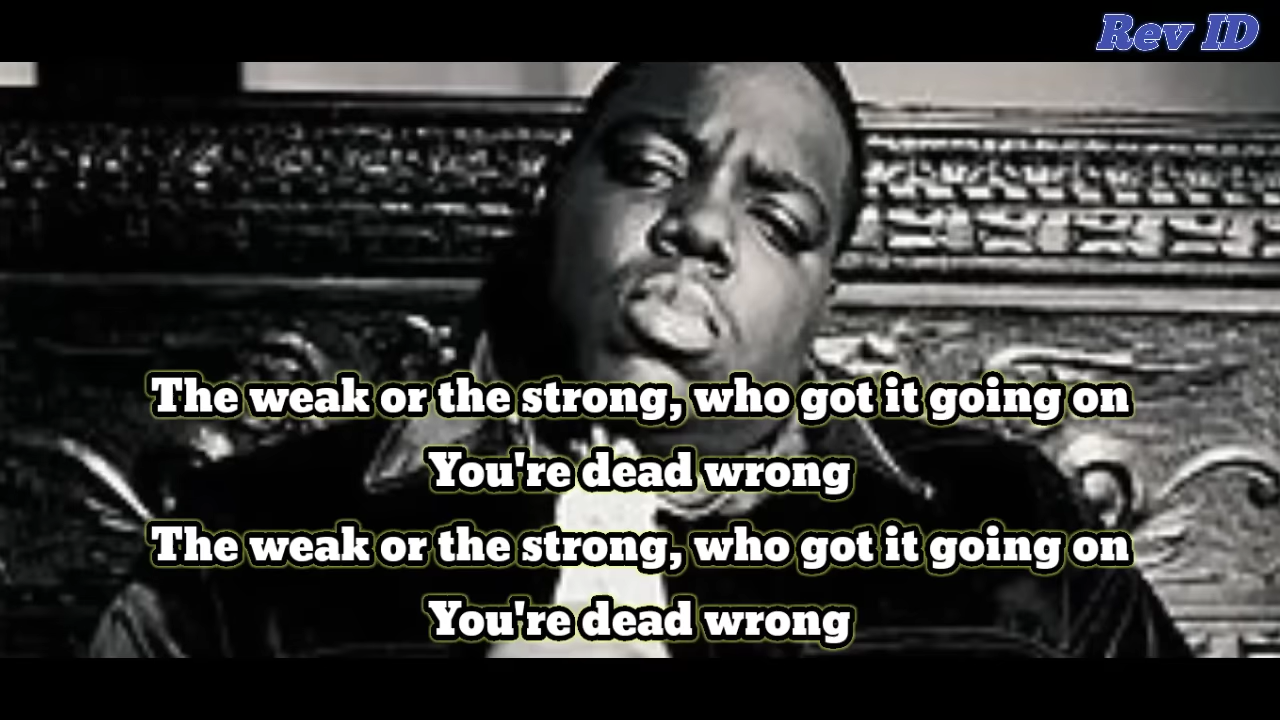 Rev ID
The weak or the strong, who got it going on
You're dead wrong
The weak or the strong, who got it going on
You're dead wrong